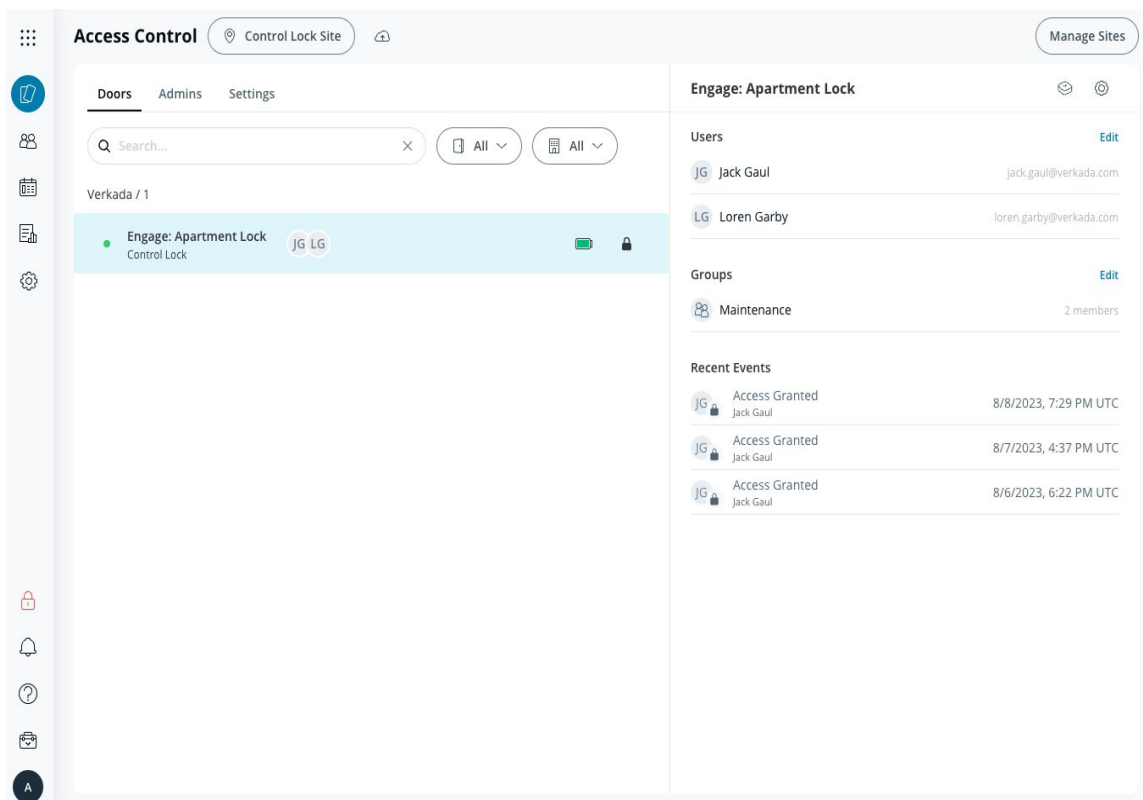 Access Control
Control Lock Site
Manage Sites
Doors
Admins
Settings
Search...
All
All
Verkada / 1
Engage: Apartment Lock
Control Lock
JG LG
Engage: Apartment Lock
Users
Edit
JG Jack Gaul
jack.gaul@verkada.com
LG Loren Garby
loren.garby@verkada.com
Groups
Edit
Maintenance
2 members
Recent Events
JG
Access Granted
Jack Gaul
8/8/2023, 7:29 PM UTC
JG
Access Granted
Jack Gaul
8/7/2023, 4:37 PM UTC
JG
Access Granted
Jack Gaul
8/6/2023, 6:22 PM UTC
A